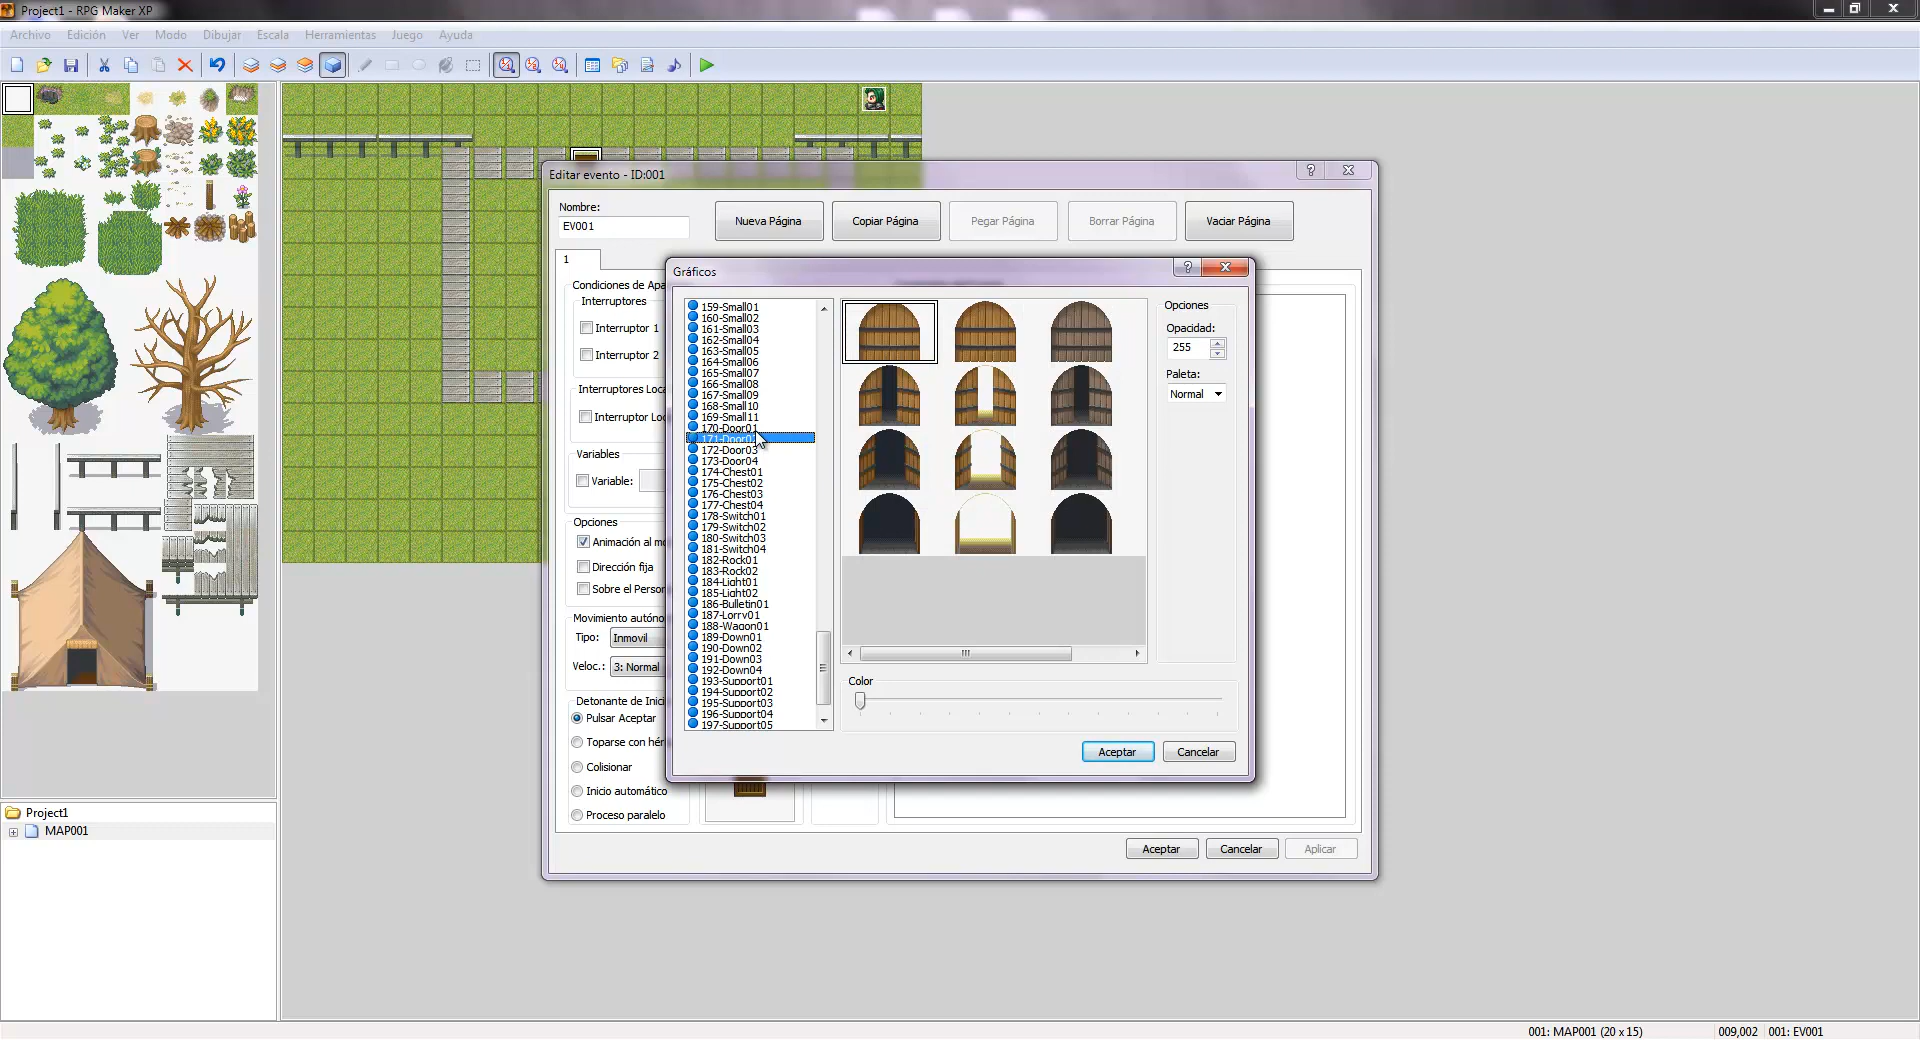 Project1 - RPG Maker XP
Archivo Edición Ver Modo Dibujar Escala Herramientas Juego Ayuda
Editar evento - ID:001
Nombre:
EV001
Nueva Página
Copiar Página
Pegar Página
Borrar Página
Vaciar Página
1
Condiciones de Apa
Interruptores
Interruptor 1
Interruptor 2
Interruptores Loca
Interruptor Loc
Variables
Variable:
Opciones
Animación al mo
Dirección fija
Sobre el Person
Movimiento autóno
Tipo: Inmovil
Veloc.: 3: Normal
Detonante de Inici
Pulsar Aceptar
Toparse con hér
Colisionar
Inicio automático
Proceso paralelo
Gráficos
159-Small01
160-Small02
161-Small03
162-Small04
163-Small05
164-Small06
165-Small07
166-Small08
167-Small09
168-Small10
169-Small11
170-Door01
171-Door02
172-Door03
173-Door04
174-Chest01
175-Chest02
176-Chest03
177-Chest04
178-Switch01
179-Switch02
180-Switch03
181-Switch04
182-Rock01
183-Rock02
184-Light01
185-Light02
186-Bulletin01
187-Lorry01
188-Wagon01
189-Down01
190-Down02
191-Down03
192-Down04
193-Support01
194-Support02
195-Support03
196-Support04
197-Support05
Opciones
Opacidad:
255
Paleta:
Normal
Color
Aceptar
Cancelar
Aceptar
Cancelar
Aplicar
Project1
MAP001
001: MAP001 (20 x 15) 009,002 001: EV001